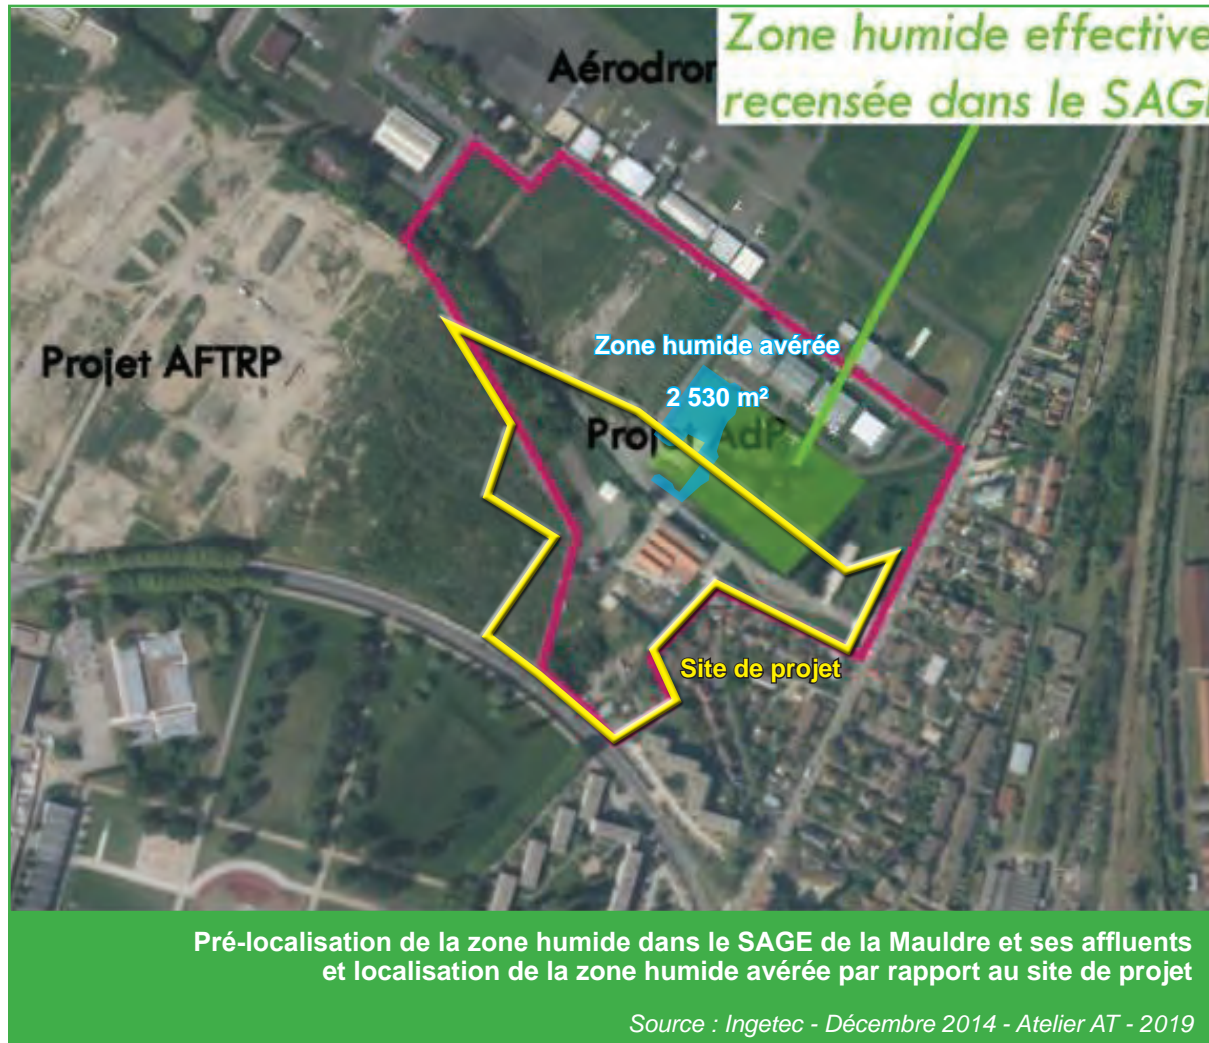 Zone humide effective
recensée dans le SAGE
Aérodrom
Projet AFTRP
Zone humide avérée
2 530 m²
Projet AdP
Site de projet
Pré-localisation de la zone humide dans le SAGE de la Mauldre et ses affluents
et localisation de la zone humide avérée par rapport au site de projet
Source : Ingetec - Décembre 2014 - Atelier AT - 2019